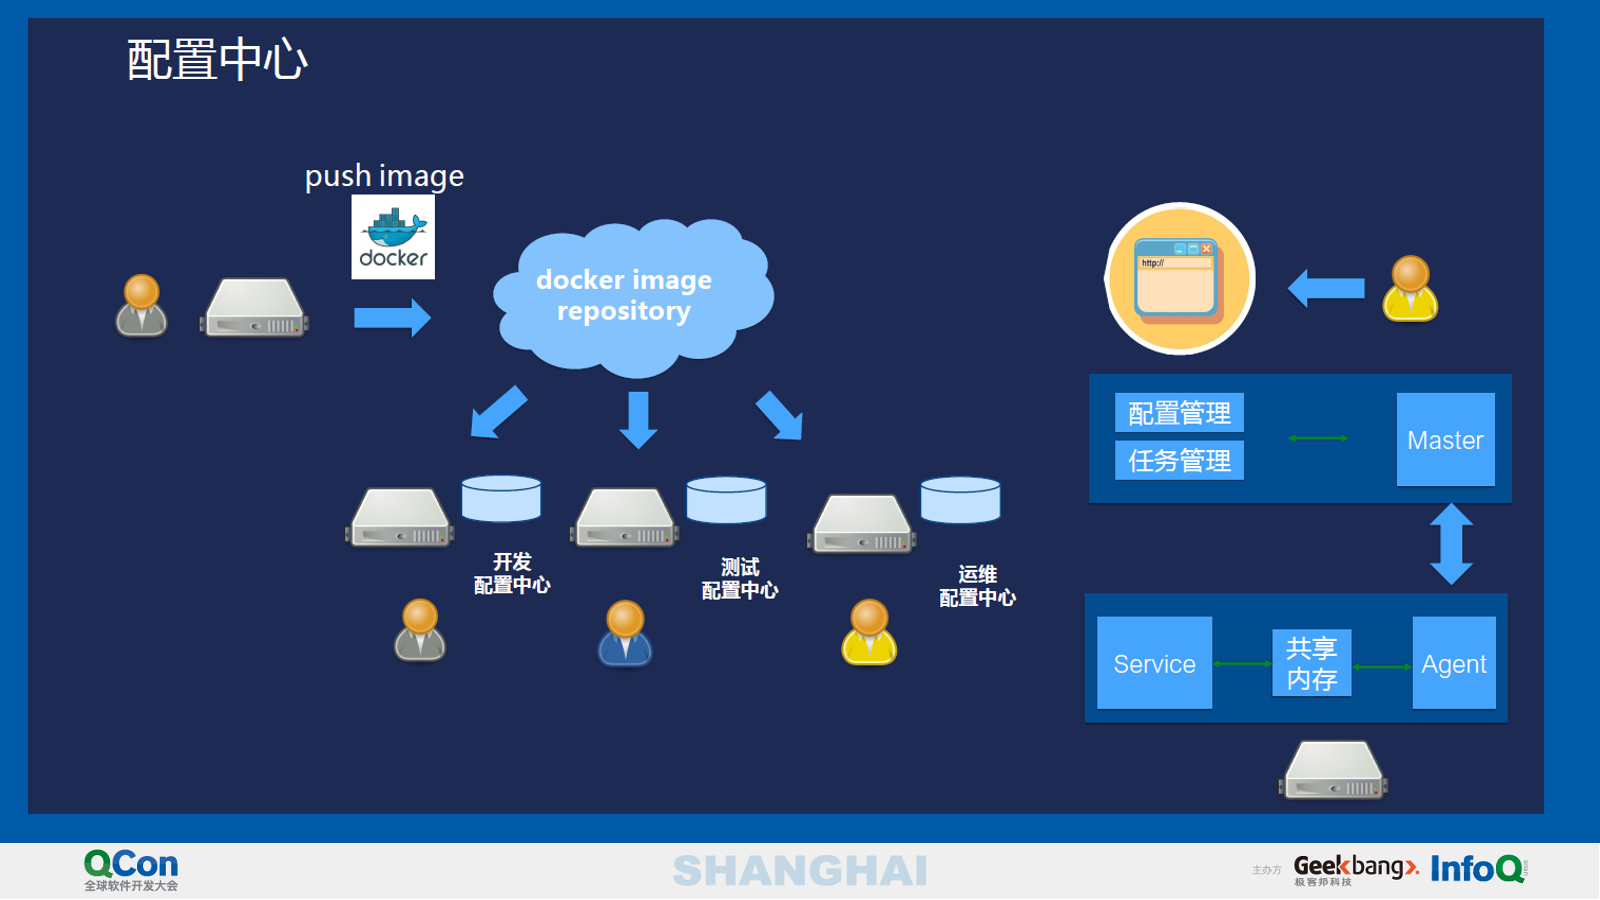 配置中心
push image
docker
docker image
repository
开发
配置中心
测试
配置中心
运维
配置中心
http://
配置管理
任务管理
Master
Service
共享
内存
Agent
QCon
全球软件开发大会
SHANGHAI
主办方
Geekbang
极客邦科技
InfoQ